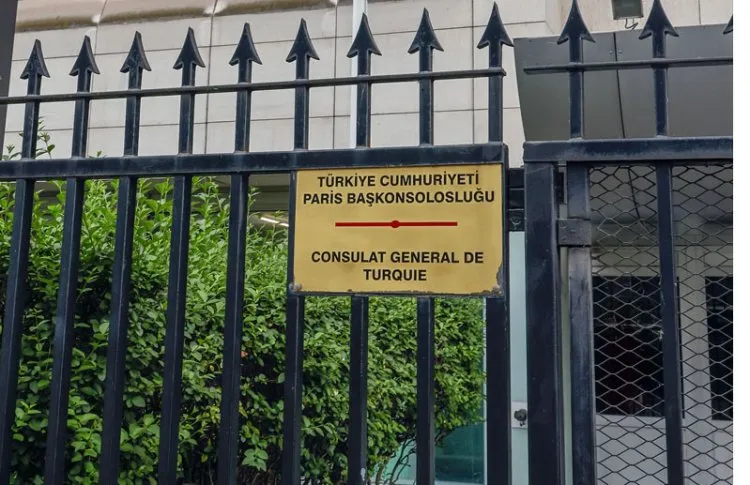 TÜRKİYE CUMHURİYETİ
PARİS BAŞKONSOLOSLUĞU
CONSULAT GENERAL DE
TURQUIE